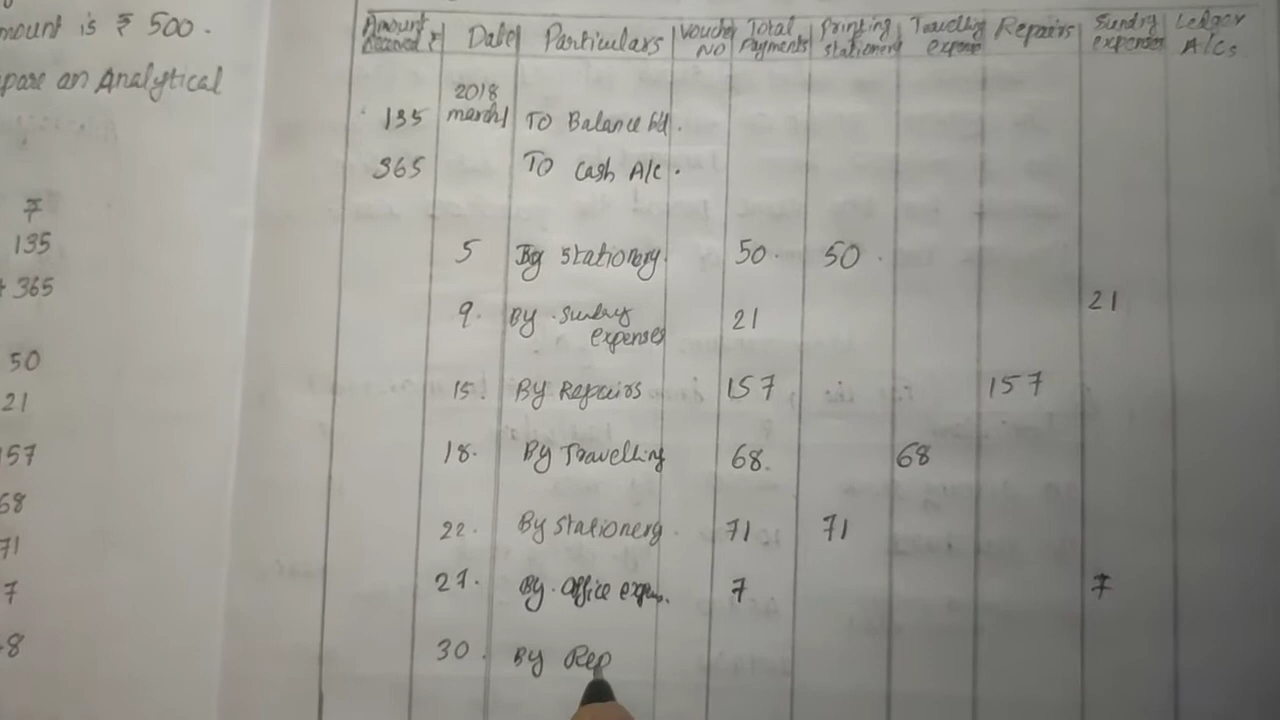 mount is ₹ 500.
pare an Analytical
₹
135
+ 365
50
21
57
68
71
7
8
Amount Received ₹ Date Particulars Voucher No Total Payments Printing stationery Travelling expense Repairs Sundry expenses Ledger A/Cs
2018
135 march 1 TO Balance b/d.
365 TO Cash A/c.
5 By Stationery. 50. 50.
9. By Sundry expenses 21 21
15. By Repairs 157 157
18. By Travelling 68. 68
22. By Stationery. 71 71
27. By Office expens. 7 7
30. By Rep